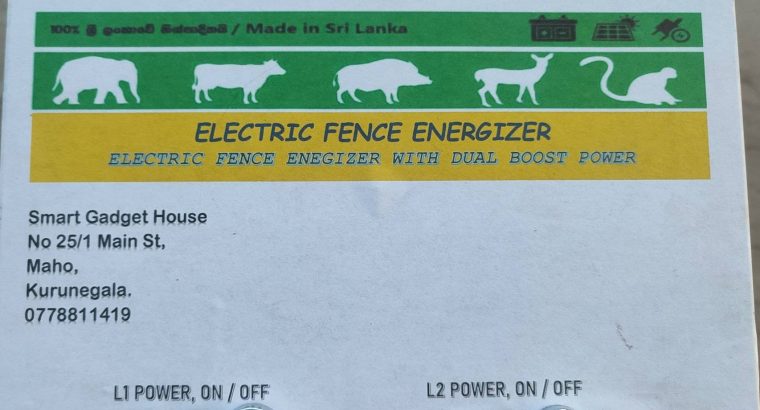 100% ශ්‍රී ලංකාවේ නිෂ්පාදිතයි / Made in Sri Lanka
ELECTRIC FENCE ENERGIZER
ELECTRIC FENCE ENEGIZER WITH DUAL BOOST POWER
Smart Gadget House
No 25/1 Main St,
Maho,
Kurunegala.
0778811419
L1 POWER, ON / OFF
L2 POWER, ON / OFF